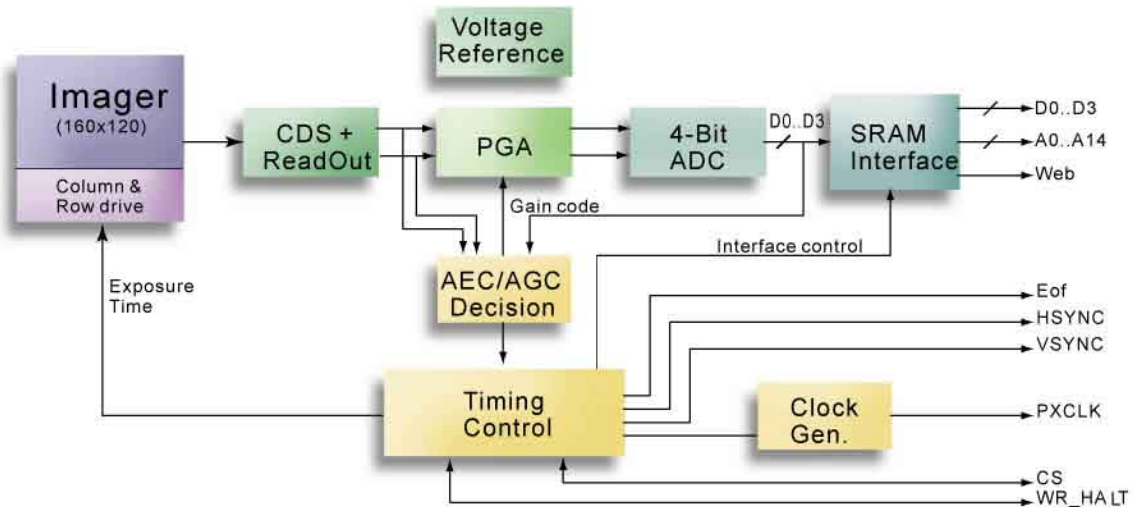 Voltage
Reference
Imager
(160x120)
Column &
Row drive
CDS +
ReadOut
PGA
4-Bit
ADC
D0..D3
SRAM
Interface
D0..D3
A0..A14
Web
Gain code
Interface control
AEC/AGC
Decision
Exposure
Time
Eof
HSYNC
VSYNC
Timing
Control
Clock
Gen.
PXCLK
CS
WR_HALT